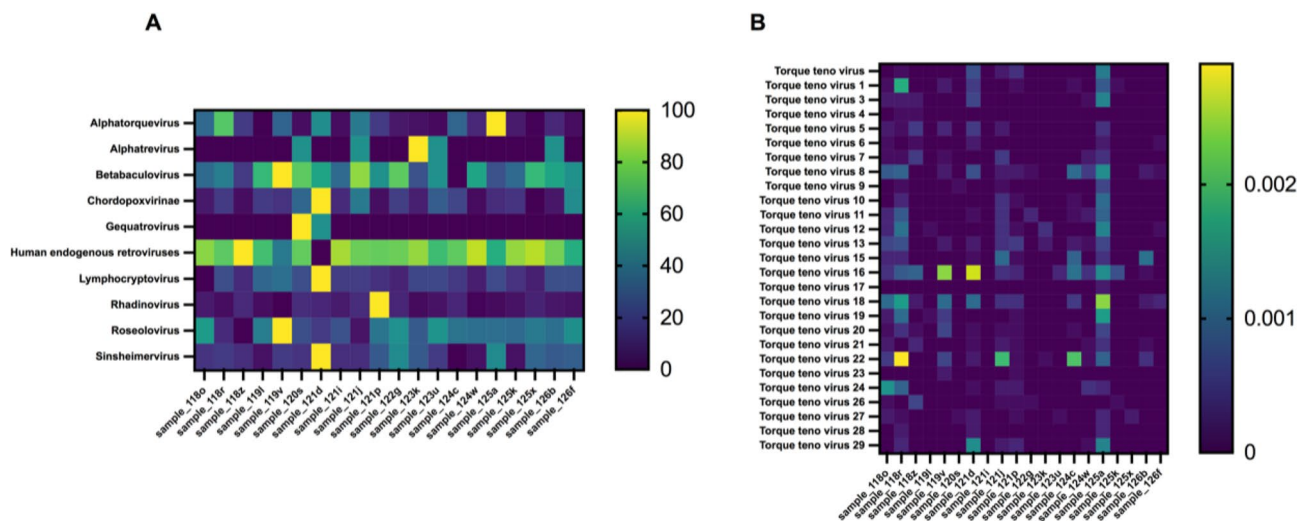 A
Alphatorquevirus
Alphatrevirus
Betabaculovirus
Chordopoxvirinae
Gequatrovirus
Human endogenous retroviruses
Lymphocryptovirus
Rhadinovirus
Roseolovirus
Sinsheimervirus
100
80
60
40
20
0
sample_118o
sample_118r
sample_118z
sample_119l
sample_119v
sample_120s
sample_121d
sample_121i
sample_121j
sample_121p
sample_122g
sample_123k
sample_123u
sample_124c
sample_124w
sample_125a
sample_125k
sample_125x
sample_126b
sample_126f
B
Torque teno virus
Torque teno virus 1
Torque teno virus 3
Torque teno virus 4
Torque teno virus 5
Torque teno virus 6
Torque teno virus 7
Torque teno virus 8
Torque teno virus 9
Torque teno virus 10
Torque teno virus 11
Torque teno virus 12
Torque teno virus 13
Torque teno virus 15
Torque teno virus 16
Torque teno virus 17
Torque teno virus 18
Torque teno virus 19
Torque teno virus 20
Torque teno virus 21
Torque teno virus 22
Torque teno virus 23
Torque teno virus 24
Torque teno virus 26
Torque teno virus 27
Torque teno virus 28
Torque teno virus 29
0.002
0.001
0
sample_118o
sample_118r
sample_118z
sample_119l
sample_119v
sample_120s
sample_121d
sample_121i
sample_121j
sample_121p
sample_122g
sample_123k
sample_123u
sample_124c
sample_124w
sample_125a
sample_125k
sample_125x
sample_126b
sample_126f